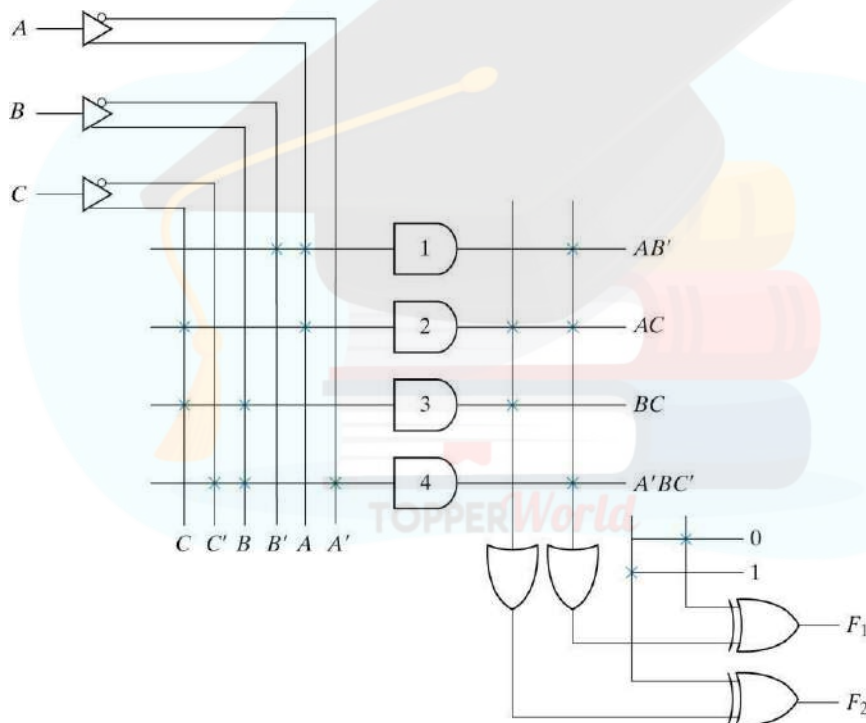 A
B
C
1 AB′
2 AC
3 BC
4 A′BC′
TOPPERWorld
C C′ B B′ A A′
0
1
F₁
F₂